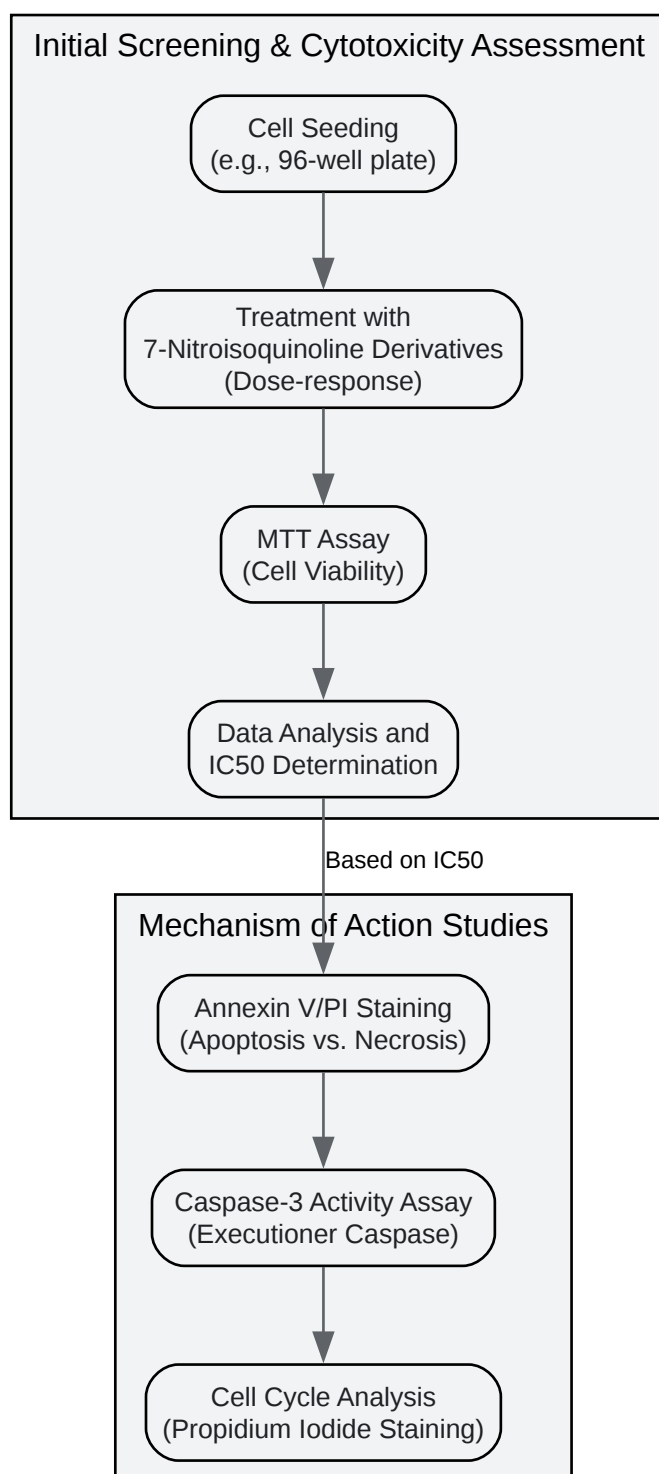 Initial Screening & Cytotoxicity Assessment
Cell Seeding
(e.g., 96-well plate)
Treatment with
7-Nitroisoquinoline Derivatives
(Dose-response)
MTT Assay
(Cell Viability)
Data Analysis and
IC50 Determination
Based on IC50
Mechanism of Action Studies
Annexin V/PI Staining
(Apoptosis vs. Necrosis)
Caspase-3 Activity Assay
(Executioner Caspase)
Cell Cycle Analysis
(Propidium Iodide Staining)